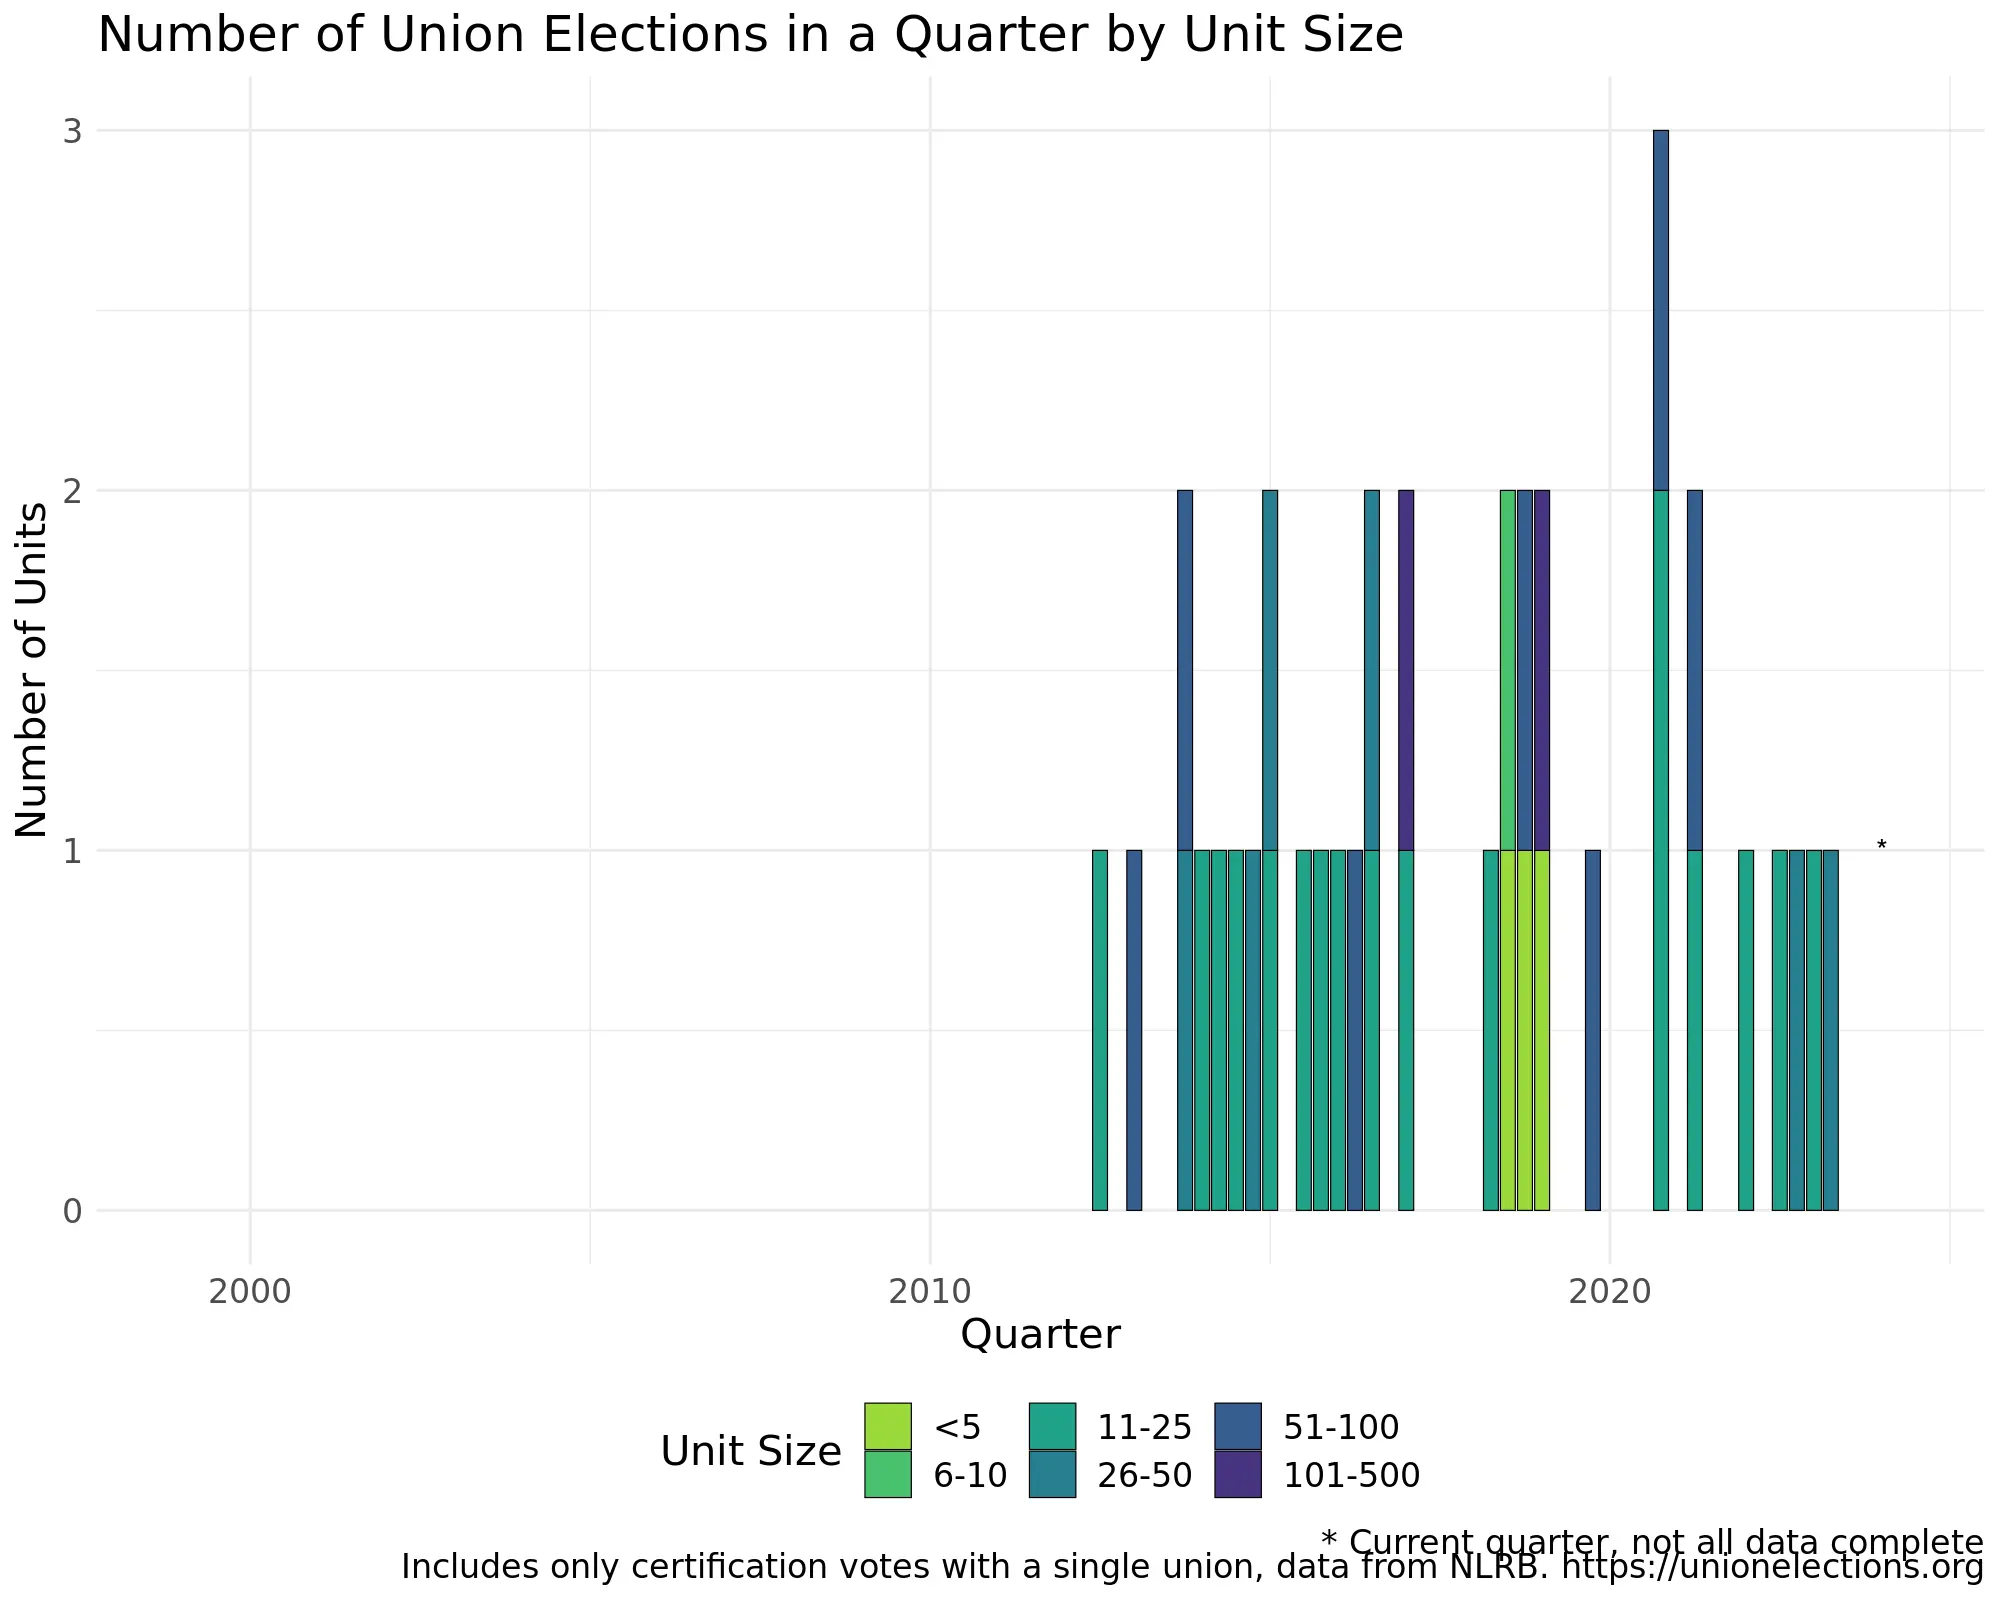 Number of Union Elections in a Quarter by Unit Size
Number of Units
3
2
1
0
*
2000 2010 2020
Quarter
Unit Size
<5 11-25 51-100
6-10 26-50 101-500
* Current quarter, not all data complete
Includes only certification votes with a single union, data from NLRB. https://unionelections.org